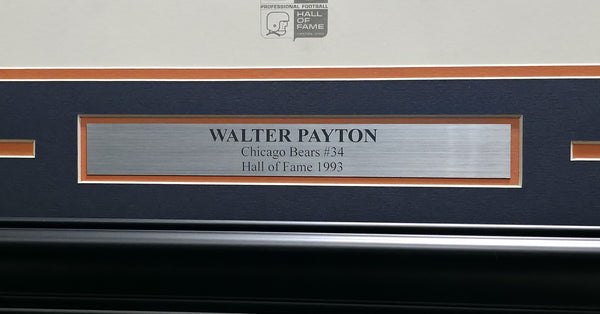 PROFESSIONAL FOOTBALL
HALL
OF
FAME
WALTER PAYTON
Chicago Bears #34
Hall of Fame 1993